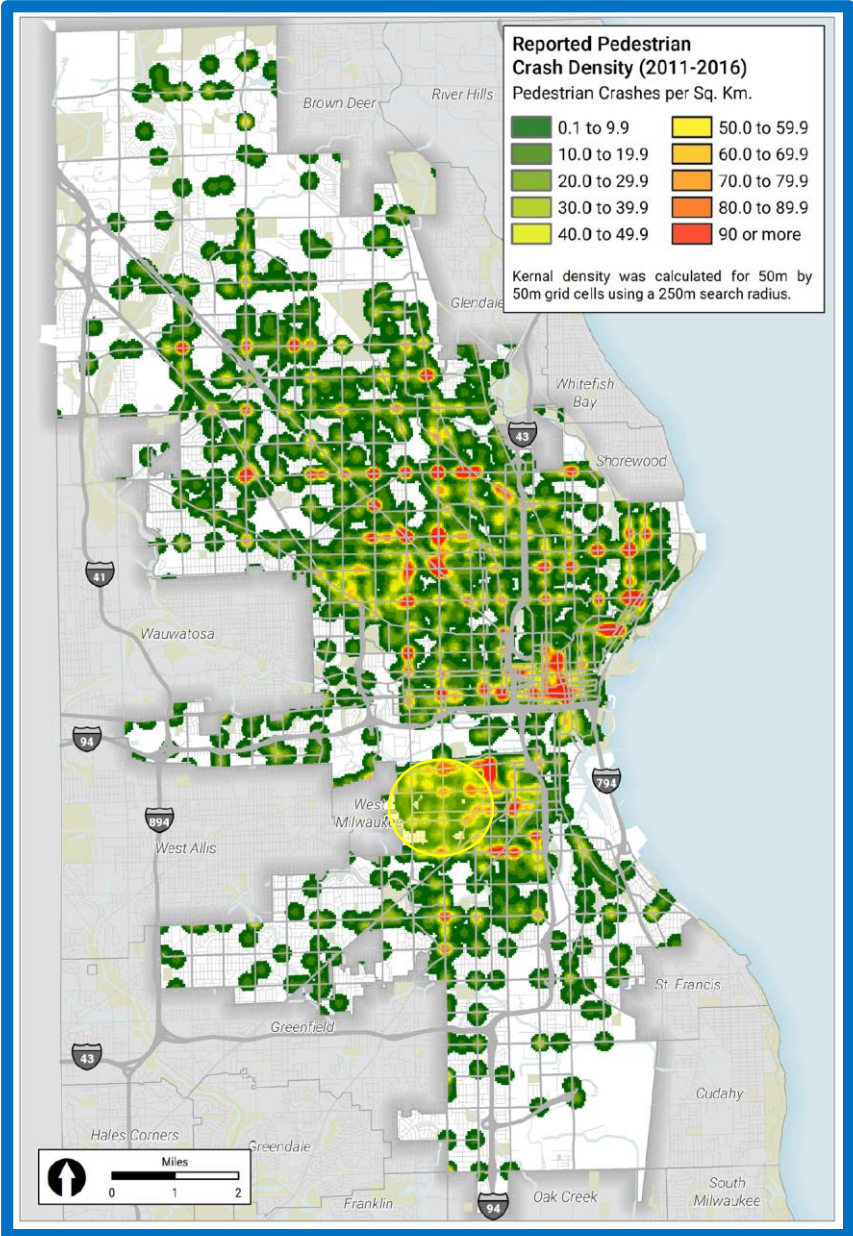 Reported Pedestrian
Crash Density (2011-2016)
Pedestrian Crashes per Sq. Km.
0.1 to 9.9
10.0 to 19.9
20.0 to 29.9
30.0 to 39.9
40.0 to 49.9
50.0 to 59.9
60.0 to 69.9
70.0 to 79.9
80.0 to 89.9
90 or more
Kernal density was calculated for 50m by
50m grid cells using a 250m search radius.
Brown Deer
River Hills
Glendale
Whitefish
Bay
43
Shorewood
41
Wauwatosa
94
794
West
Milwaukee
894
West Allis
St. Francis
Greenfield
43
Cudahy
Hales Corners
Greendale
Miles
0 1 2
Franklin
94
Oak Creek
South
Milwaukee